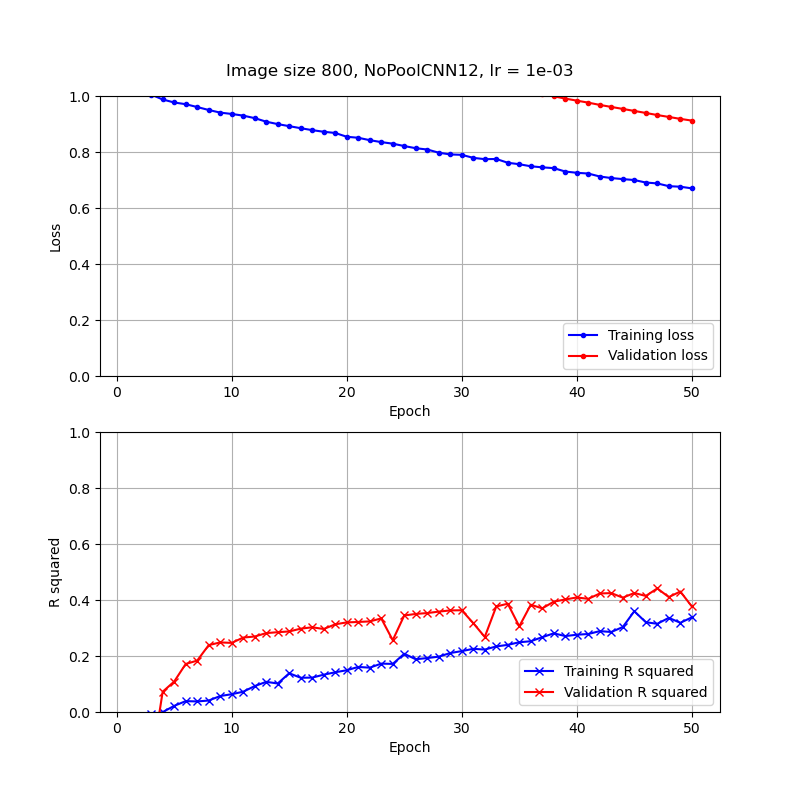 Image size 800, NoPoolCNN12, lr = 1e-03
1.0
0.8
0.6
0.4
0.2
0.0
Loss
Training loss
Validation loss
0 10 20 30 40 50
Epoch
1.0
0.8
0.6
0.4
0.2
0.0
R squared
Training R squared
Validation R squared
0 10 20 30 40 50
Epoch